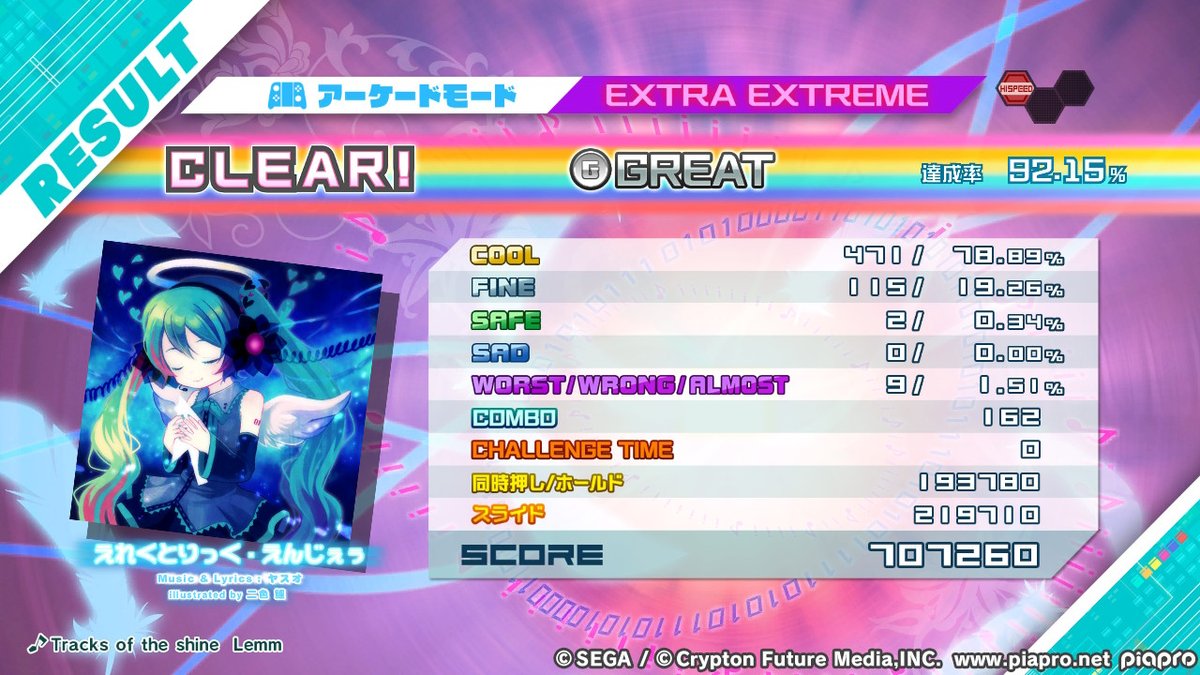 RESULT
アーケードモード
EXTRA EXTREME
HISPEED
CLEAR!
G GREAT
達成率 92.15%
COOL 471/ 78.89%
FINE 115/ 19.26%
SAFE 2/ 0.34%
SAD 0/ 0.00%
WORST/WRONG/ALMOST 9/ 1.51%
COMBO 162
CHALLENGE TIME 0
同時押し/ホールド 193780
スライド 219710
SCORE 707260
えれくとりっく・えんじぇぅ
Music & Lyrics：ヤスオ
illustrated by 二色 蟹
♪Tracks of the shine Lemm
©SEGA / ©Crypton Future Media,INC. www.piapro.net piapro